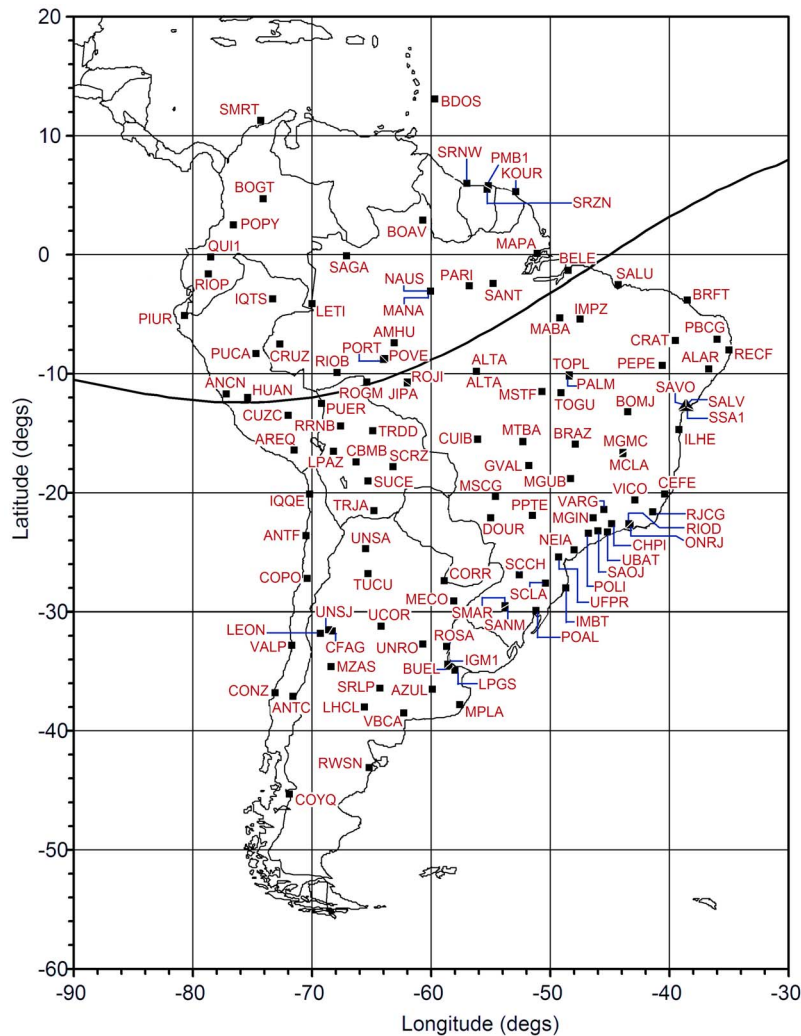 20
10
0
-10
-20
-30
-40
-50
-60
Latitude (degs)
BDOS
SMRT
SRNW
PMB1
KOUR
SRZN
BOGT
POPY
BOAV
MAPA
QUI1
BELE
SAGA
SALU
RIOP
NAUS
PARI
SANT
IQTS
LETI
MANA
BRFT
PIUR
MABA
IMPZ
PBCG
AMHU
CRAT
PORT
POVE
RECF
PUCA
CRUZ
RIOB
ALTA
TOPL
PEPE
ALAR
ROJI
ALTA
PALM
SAVO
ANCN
HUAN
ROGM
JIPA
MSTF
SALV
PUER
TOGU
BOMJ
SSA1
CUZC
RRNB
TRDD
ILHE
AREQ
CUIB
MTBA
BRAZ
MGMC
LPAZ
CBMB
SCRZ
GVAL
MCLA
SUCE
MSCG
MGUB
VICO
CEFE
IQQE
TRJA
PPTE
VARG
RJCG
DOUR
MGIN
RIOD
ANTF
UNSA
NEIA
ONRJ
CHPI
UBAT
SCCH
SAOJ
COPO
TUCU
CORR
SCLA
POLI
UFPR
MECO
UNSJ
UCOR
SMAR
IMBT
SANM
LEON
POAL
VALP
CFAG
UNRO
ROSA
MZAS
BUEL
IGM1
LPGS
CONZ
SRLP
AZUL
ANTC
LHCL
VBCA
MPLA
RWSN
COYQ
-90
-80
-70
-60
-50
-40
-30
Longitude (degs)